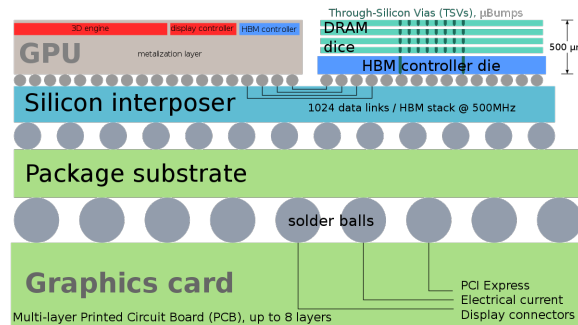 Through-Silicon Vias (TSVs), µBumps
3D engine
display controller
HBM controller
DRAM
dice
GPU
metalization layer
HBM controller die
500 µm
Silicon interposer
1024 data links / HBM stack @ 500MHz
Package substrate
solder balls
Graphics card
PCI Express
Electrical current
Display connectors
Multi-layer Printed Circuit Board (PCB), up to 8 layers